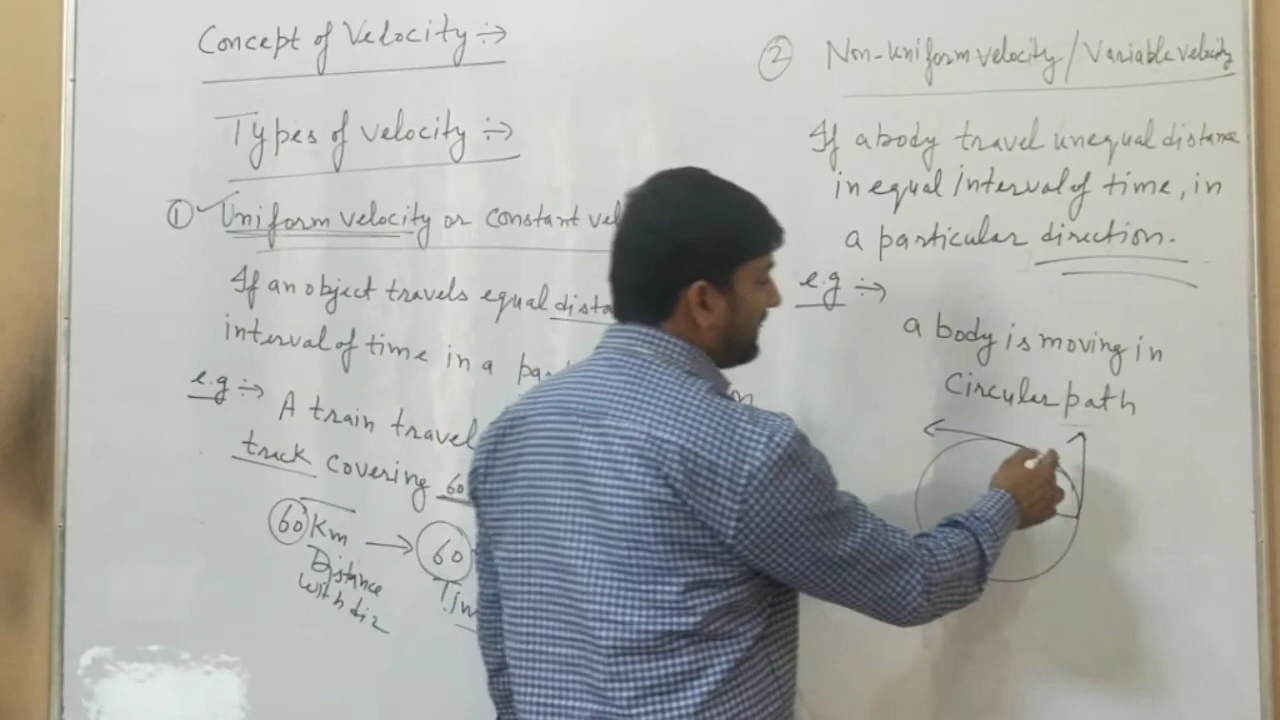 Concept of Velocity :->
Types of velocity :->
① Uniform velocity or constant vel
If an object travels equal dista
interval of time in a pa
e.g :-> A train travel
track covering 60
60 Km -> 60
Distance
with dir
Tim
② Non-Uniform velocity / Variable velocity
If a body travel unequal distance
in equal interval of time, in
a particular direction.
e.g :->
a body is moving in
Circular path